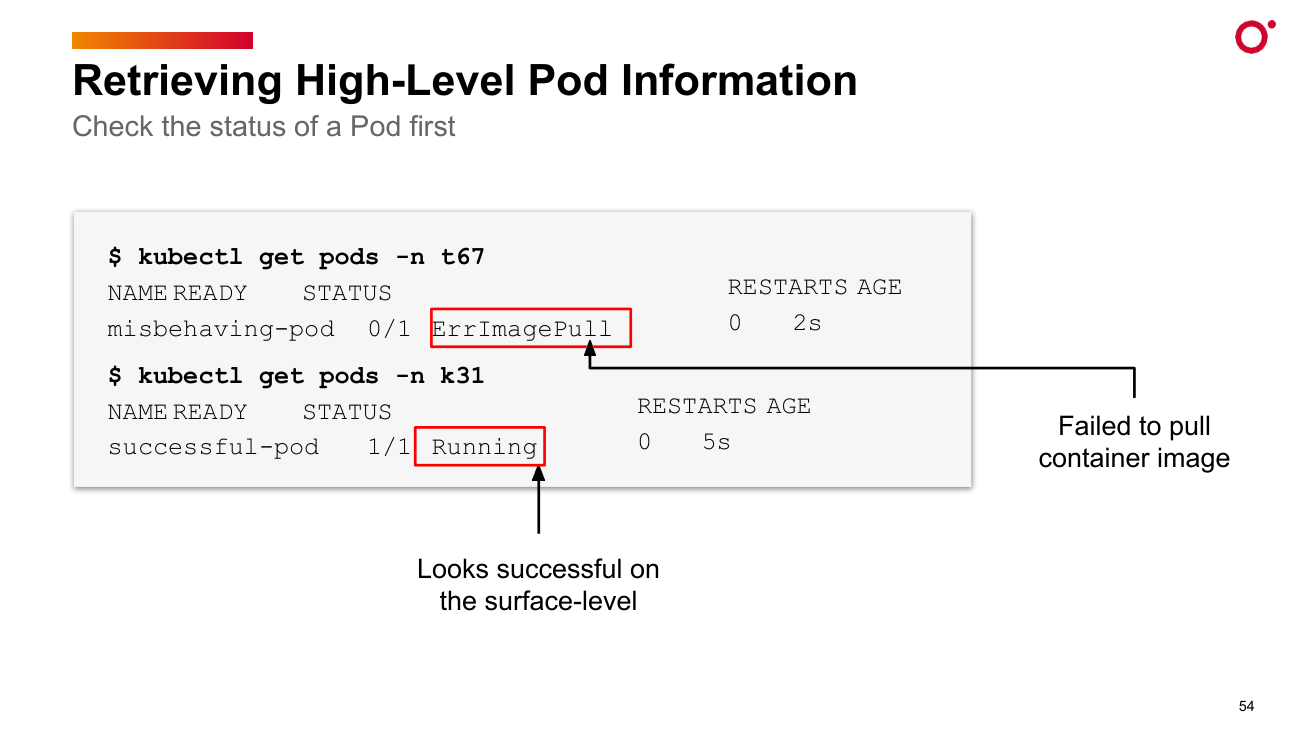 Retrieving High-Level Pod Information
Check the status of a Pod first
$ kubectl get pods -n t67
NAME READY STATUS RESTARTS AGE
misbehaving-pod 0/1 ErrImagePull 0 2s
$ kubectl get pods -n k31
NAME READY STATUS RESTARTS AGE
successful-pod 1/1 Running 0 5s
Failed to pull
container image
Looks successful on
the surface-level
54